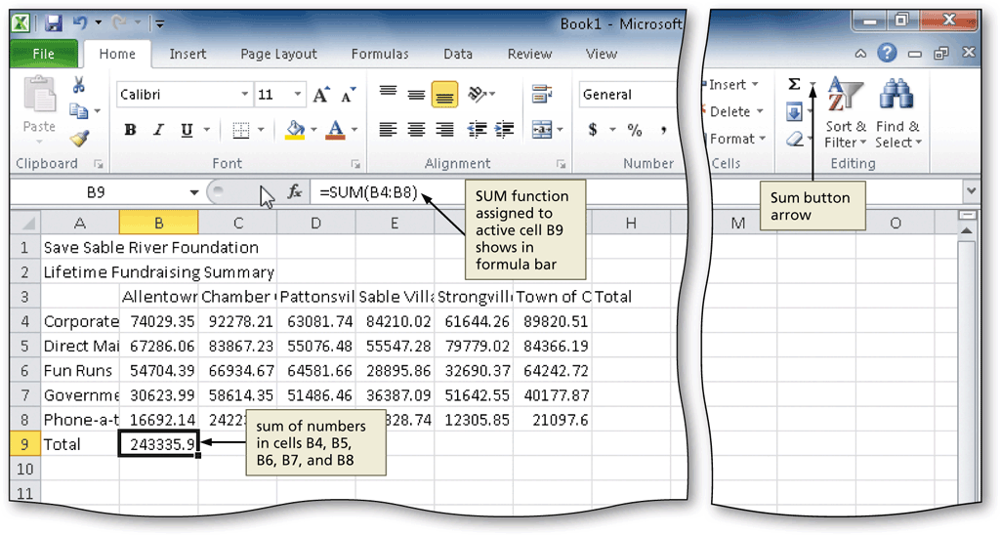 Book1 - Microsoft
File Home Insert Page Layout Formulas Data Review View
Calibri 11 General Insert
Paste B I U $ % , Delete Sort & Find &
Format Filter Select
Clipboard Font Alignment Number Cells Editing
B9 fx =SUM(B4:B8)
SUM function
assigned to
active cell B9
shows in
formula bar
Sum button
arrow
A B C D E H M O
1 Save Sable River Foundation
2 Lifetime Fundraising Summary
3 Allentown Chamber Pattonsvil Sable Villa Strongville Town of C Total
4 Corporate 74029.35 92278.21 63081.74 84210.02 61644.26 89820.51
5 Direct Mai 67286.06 83867.23 55076.48 55547.28 79779.02 84366.19
6 Fun Runs 54704.39 66934.67 64581.66 28895.86 32690.37 64242.72
7 Governme 30623.99 58614.35 51486.46 36387.09 51642.55 40177.87
8 Phone-a-t 16692.14 2422 328.74 12305.85 21097.6
9 Total 243335.9
10
11
sum of numbers
in cells B4, B5,
B6, B7, and B8